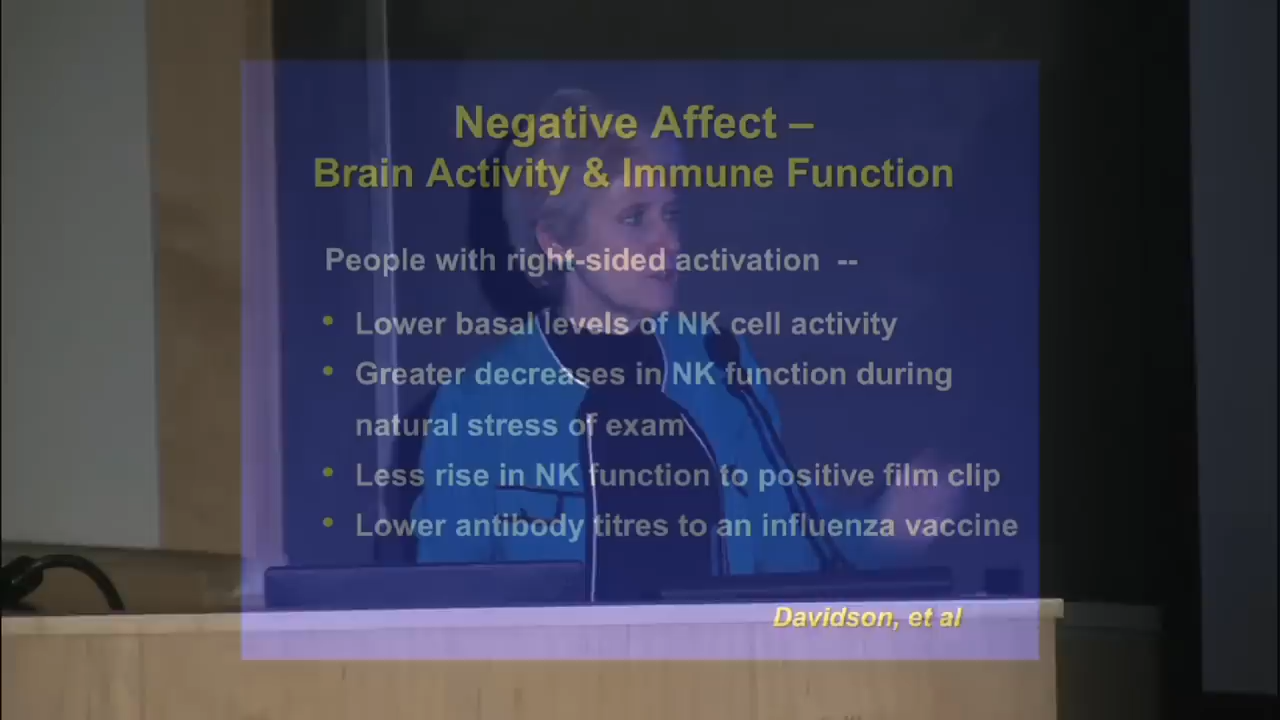 Negative Affect –
Brain Activity & Immune Function
People with right-sided activation --
• Lower basal levels of NK cell activity
• Greater decreases in NK function during
natural stress of exam
• Less rise in NK function to positive film clip
• Lower antibody titres to an influenza vaccine
Davidson, et al